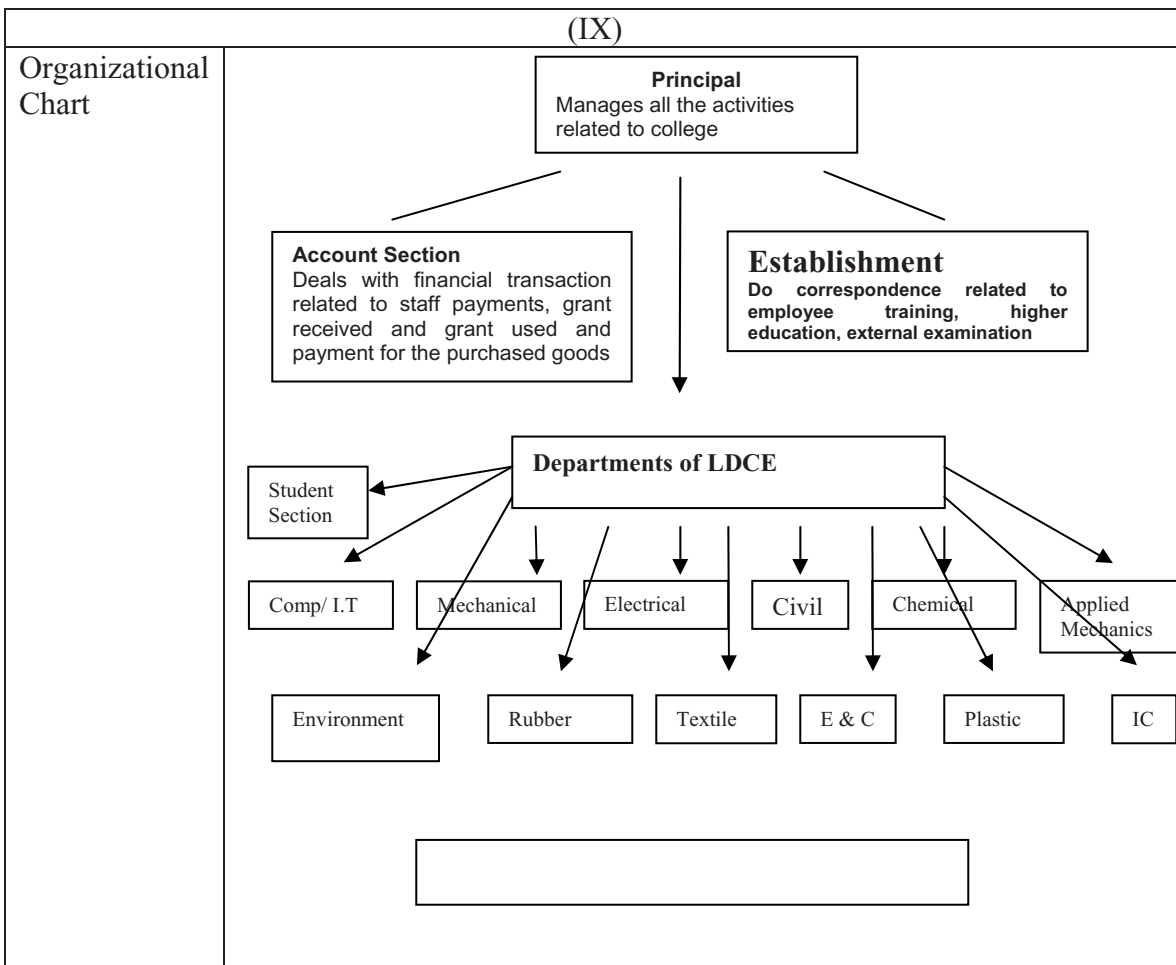 (IX)
Organizational
Chart
Principal
Manages all the activities
related to college
Account Section
Deals with financial transaction
related to staff payments, grant
received and grant used and
payment for the purchased goods
Establishment
Do correspondence related to
employee training, higher
education, external examination
Departments of LDCE
Student
Section
Comp/ I.T
Mechanical
Electrical
Civil
Chemical
Applied
Mechanics
Environment
Rubber
Textile
E & C
Plastic
IC